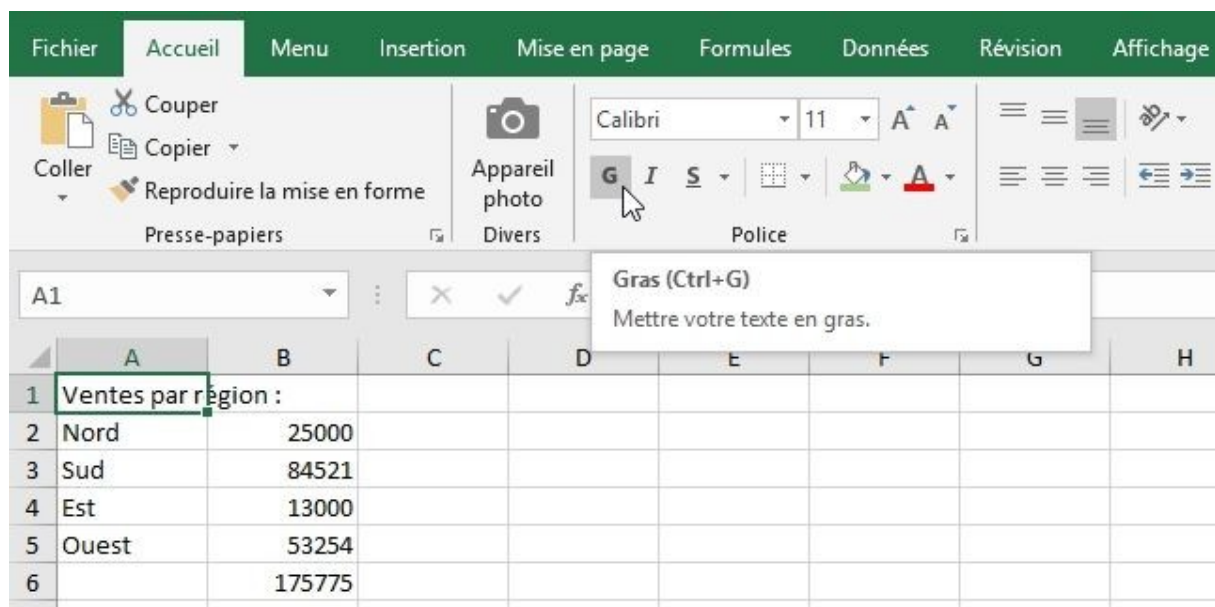 Fichier Accueil Menu Insertion Mise en page Formules Données Révision Affichage
Coller
Couper
Copier
Reproduire la mise en forme
Presse-papiers
Appareil
photo
Divers
Calibri 11 A A
G I S A
Police
Gras (Ctrl+G)
Mettre votre texte en gras.
A1 fx
A B C D E F G H
1 Ventes par région :
2 Nord 25000
3 Sud 84521
4 Est 13000
5 Ouest 53254
6 175775